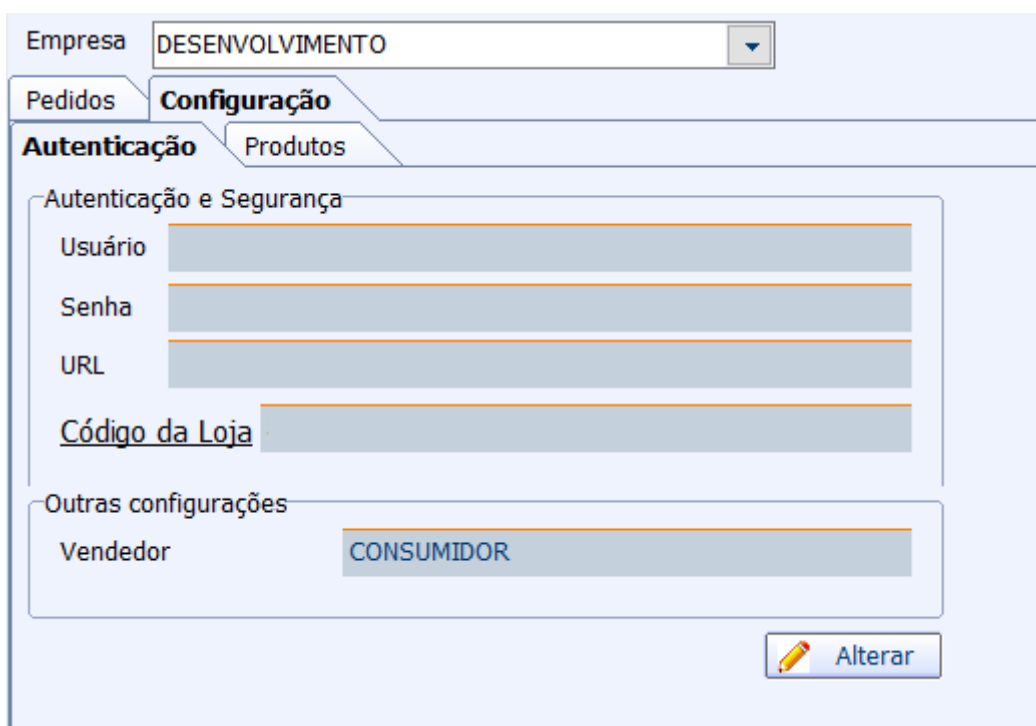 Empresa DESENVOLVIMENTO
Pedidos Configuração
Autenticação Produtos
Autenticação e Segurança
Usuário
Senha
URL
Código da Loja
Outras configurações
Vendedor CONSUMIDOR
Alterar